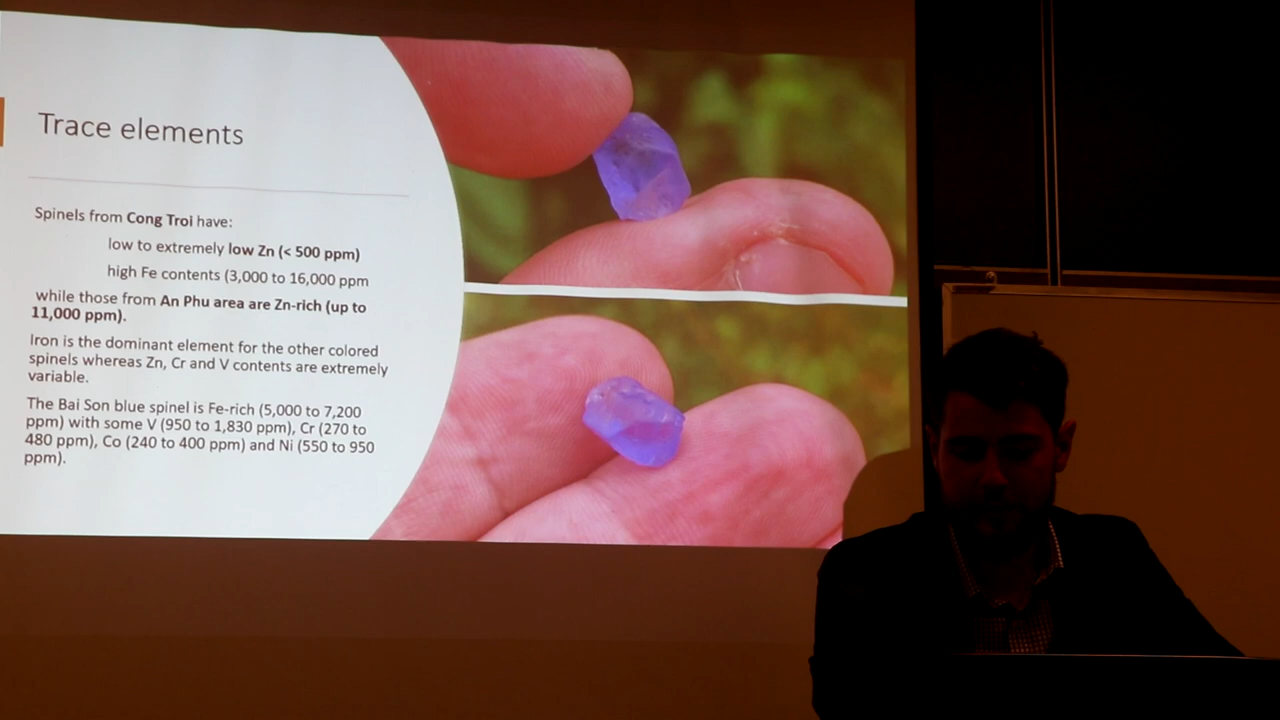 Trace elements
Spinels from Cong Troi have:
low to extremely low Zn (< 500 ppm)
high Fe contents (3,000 to 16,000 ppm
while those from An Phu area are Zn-rich (up to
11,000 ppm).
Iron is the dominant element for the other colored
spinels whereas Zn, Cr and V contents are extremely
variable.
The Bai Son blue spinel is Fe-rich (5,000 to 7,200
ppm) with some V (950 to 1,830 ppm), Cr (270 to
480 ppm), Co (240 to 400 ppm) and Ni (550 to 950
ppm).